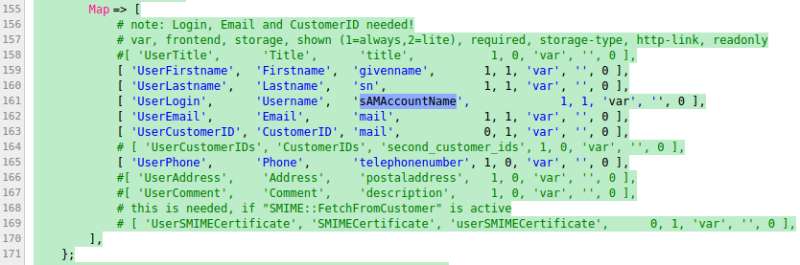 155 Map => [
156 # note: Login, Email and CustomerID needed!
157 # var, frontend, storage, shown (1=always,2=lite), required, storage-type, http-link, readonly
158 #[ 'UserTitle', 'Title', 'title', 1, 0, 'var', '', 0 ],
159 [ 'UserFirstname', 'Firstname', 'givenname', 1, 1, 'var', '', 0 ],
160 [ 'UserLastname', 'Lastname', 'sn', 1, 1, 'var', '', 0 ],
161 [ 'UserLogin', 'Username', 'sAMAccountName', 1, 1, 'var', '', 0 ],
162 [ 'UserEmail', 'Email', 'mail', 1, 1, 'var', '', 0 ],
163 [ 'UserCustomerID', 'CustomerID', 'mail', 0, 1, 'var', '', 0 ],
164 # [ 'UserCustomerIDs', 'CustomerIDs', 'second_customer_ids', 1, 0, 'var', '', 0 ],
165 [ 'UserPhone', 'Phone', 'telephonenumber', 1, 0, 'var', '', 0 ],
166 #[ 'UserAddress', 'Address', 'postaladdress', 1, 0, 'var', '', 0 ],
167 #[ 'UserComment', 'Comment', 'description', 1, 0, 'var', '', 0 ],
168 # this is needed, if "SMIME::FetchFromCustomer" is active
169 # [ 'UserSMIMECertificate', 'SMIMECertificate', 'userSMIMECertificate', 0, 1, 'var', '', 0 ],
170 ],
171 };